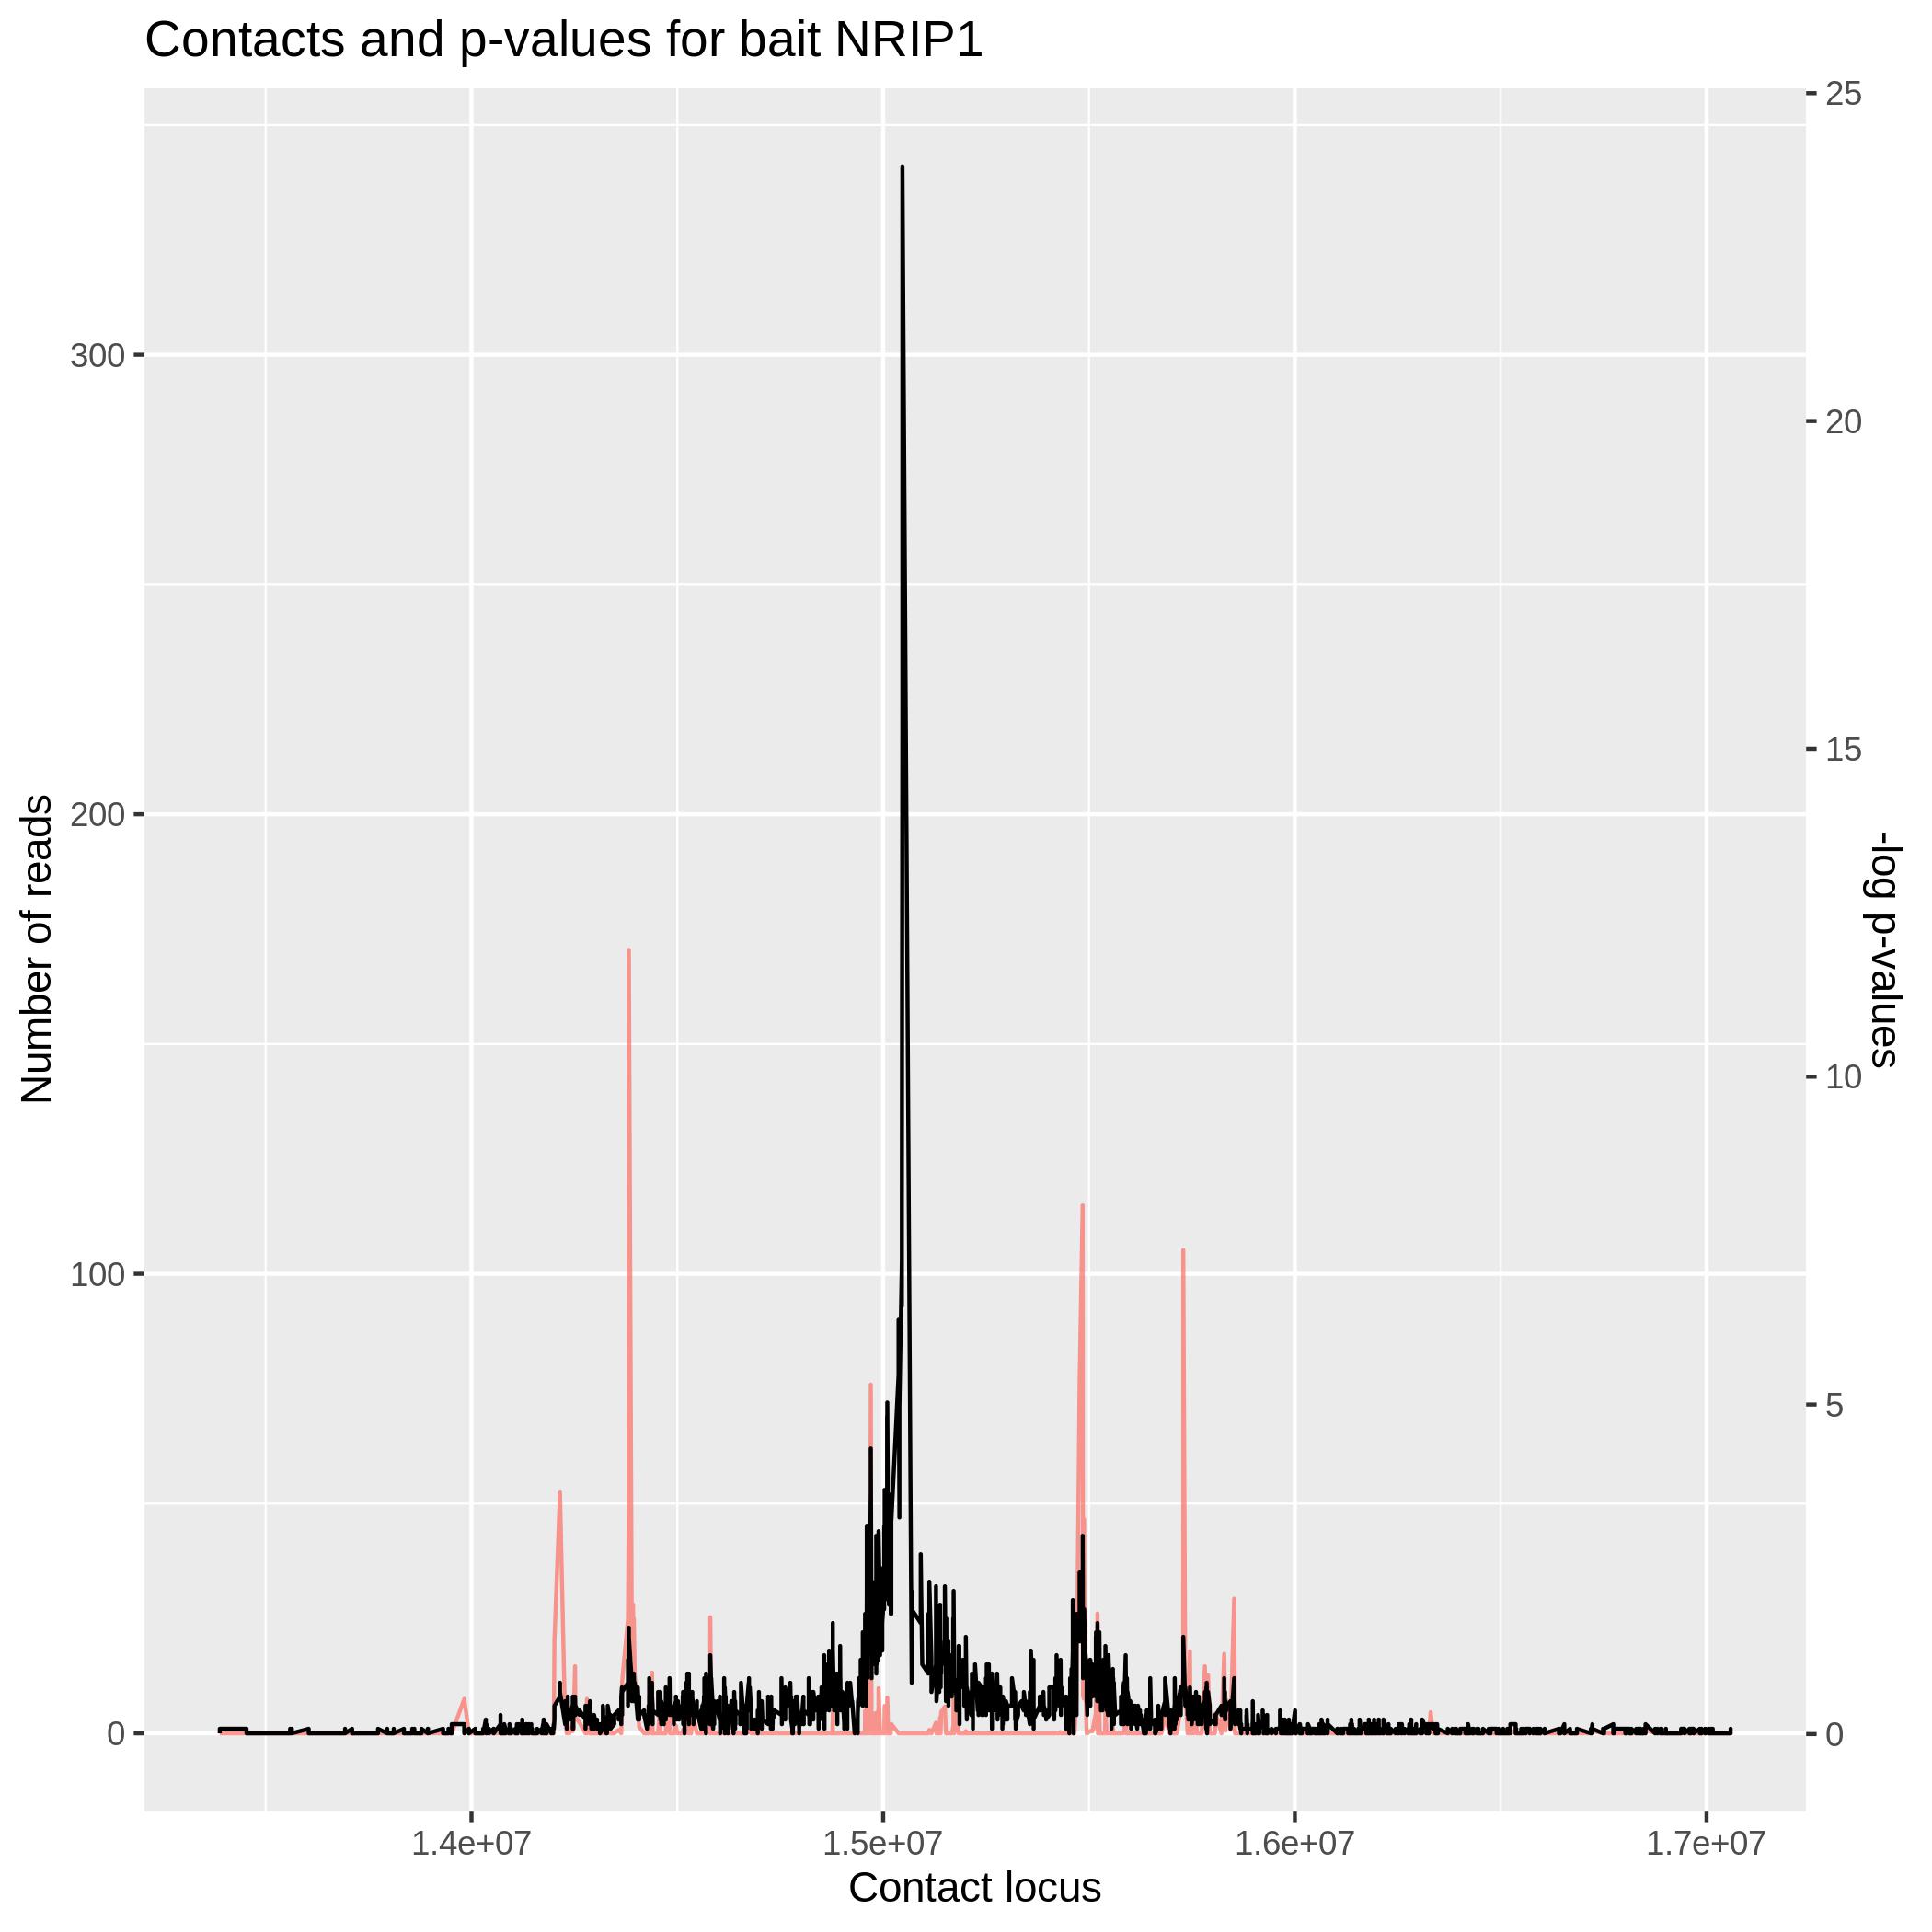 Contacts and p-values for bait NRIP1
Number of reads
300
200
100
0
25
20
15
10
5
0
-log p-values
1.4e+07
1.5e+07
1.6e+07
1.7e+07
Contact locus